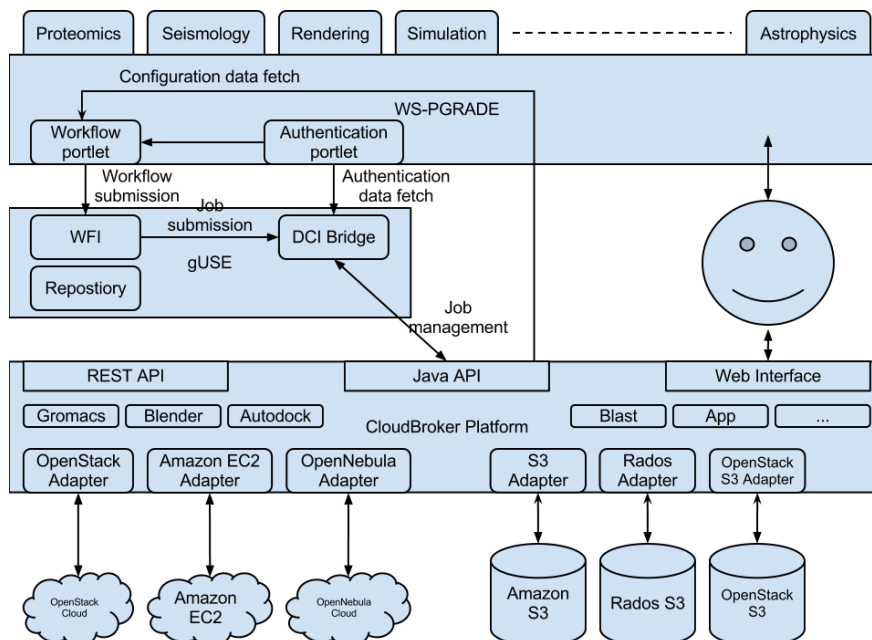 Proteomics
Seismology
Rendering
Simulation
Astrophysics
Configuration data fetch
WS-PGRADE
Workflow
portlet
Authentication
portlet
Workflow
submission
Authentication
data fetch
Job
submission
WFI
DCI Bridge
gUSE
Repostiory
Job
management
REST API
Java API
Web Interface
Gromacs
Blender
Autodock
CloudBroker Platform
Blast
App
...
OpenStack
Adapter
Amazon EC2
Adapter
OpenNebula
Adapter
S3
Adapter
Rados
Adapter
OpenStack
S3 Adapter
OpenStack
Cloud
Amazon
EC2
OpenNebula
Cloud
Amazon
S3
Rados S3
OpenStack
S3